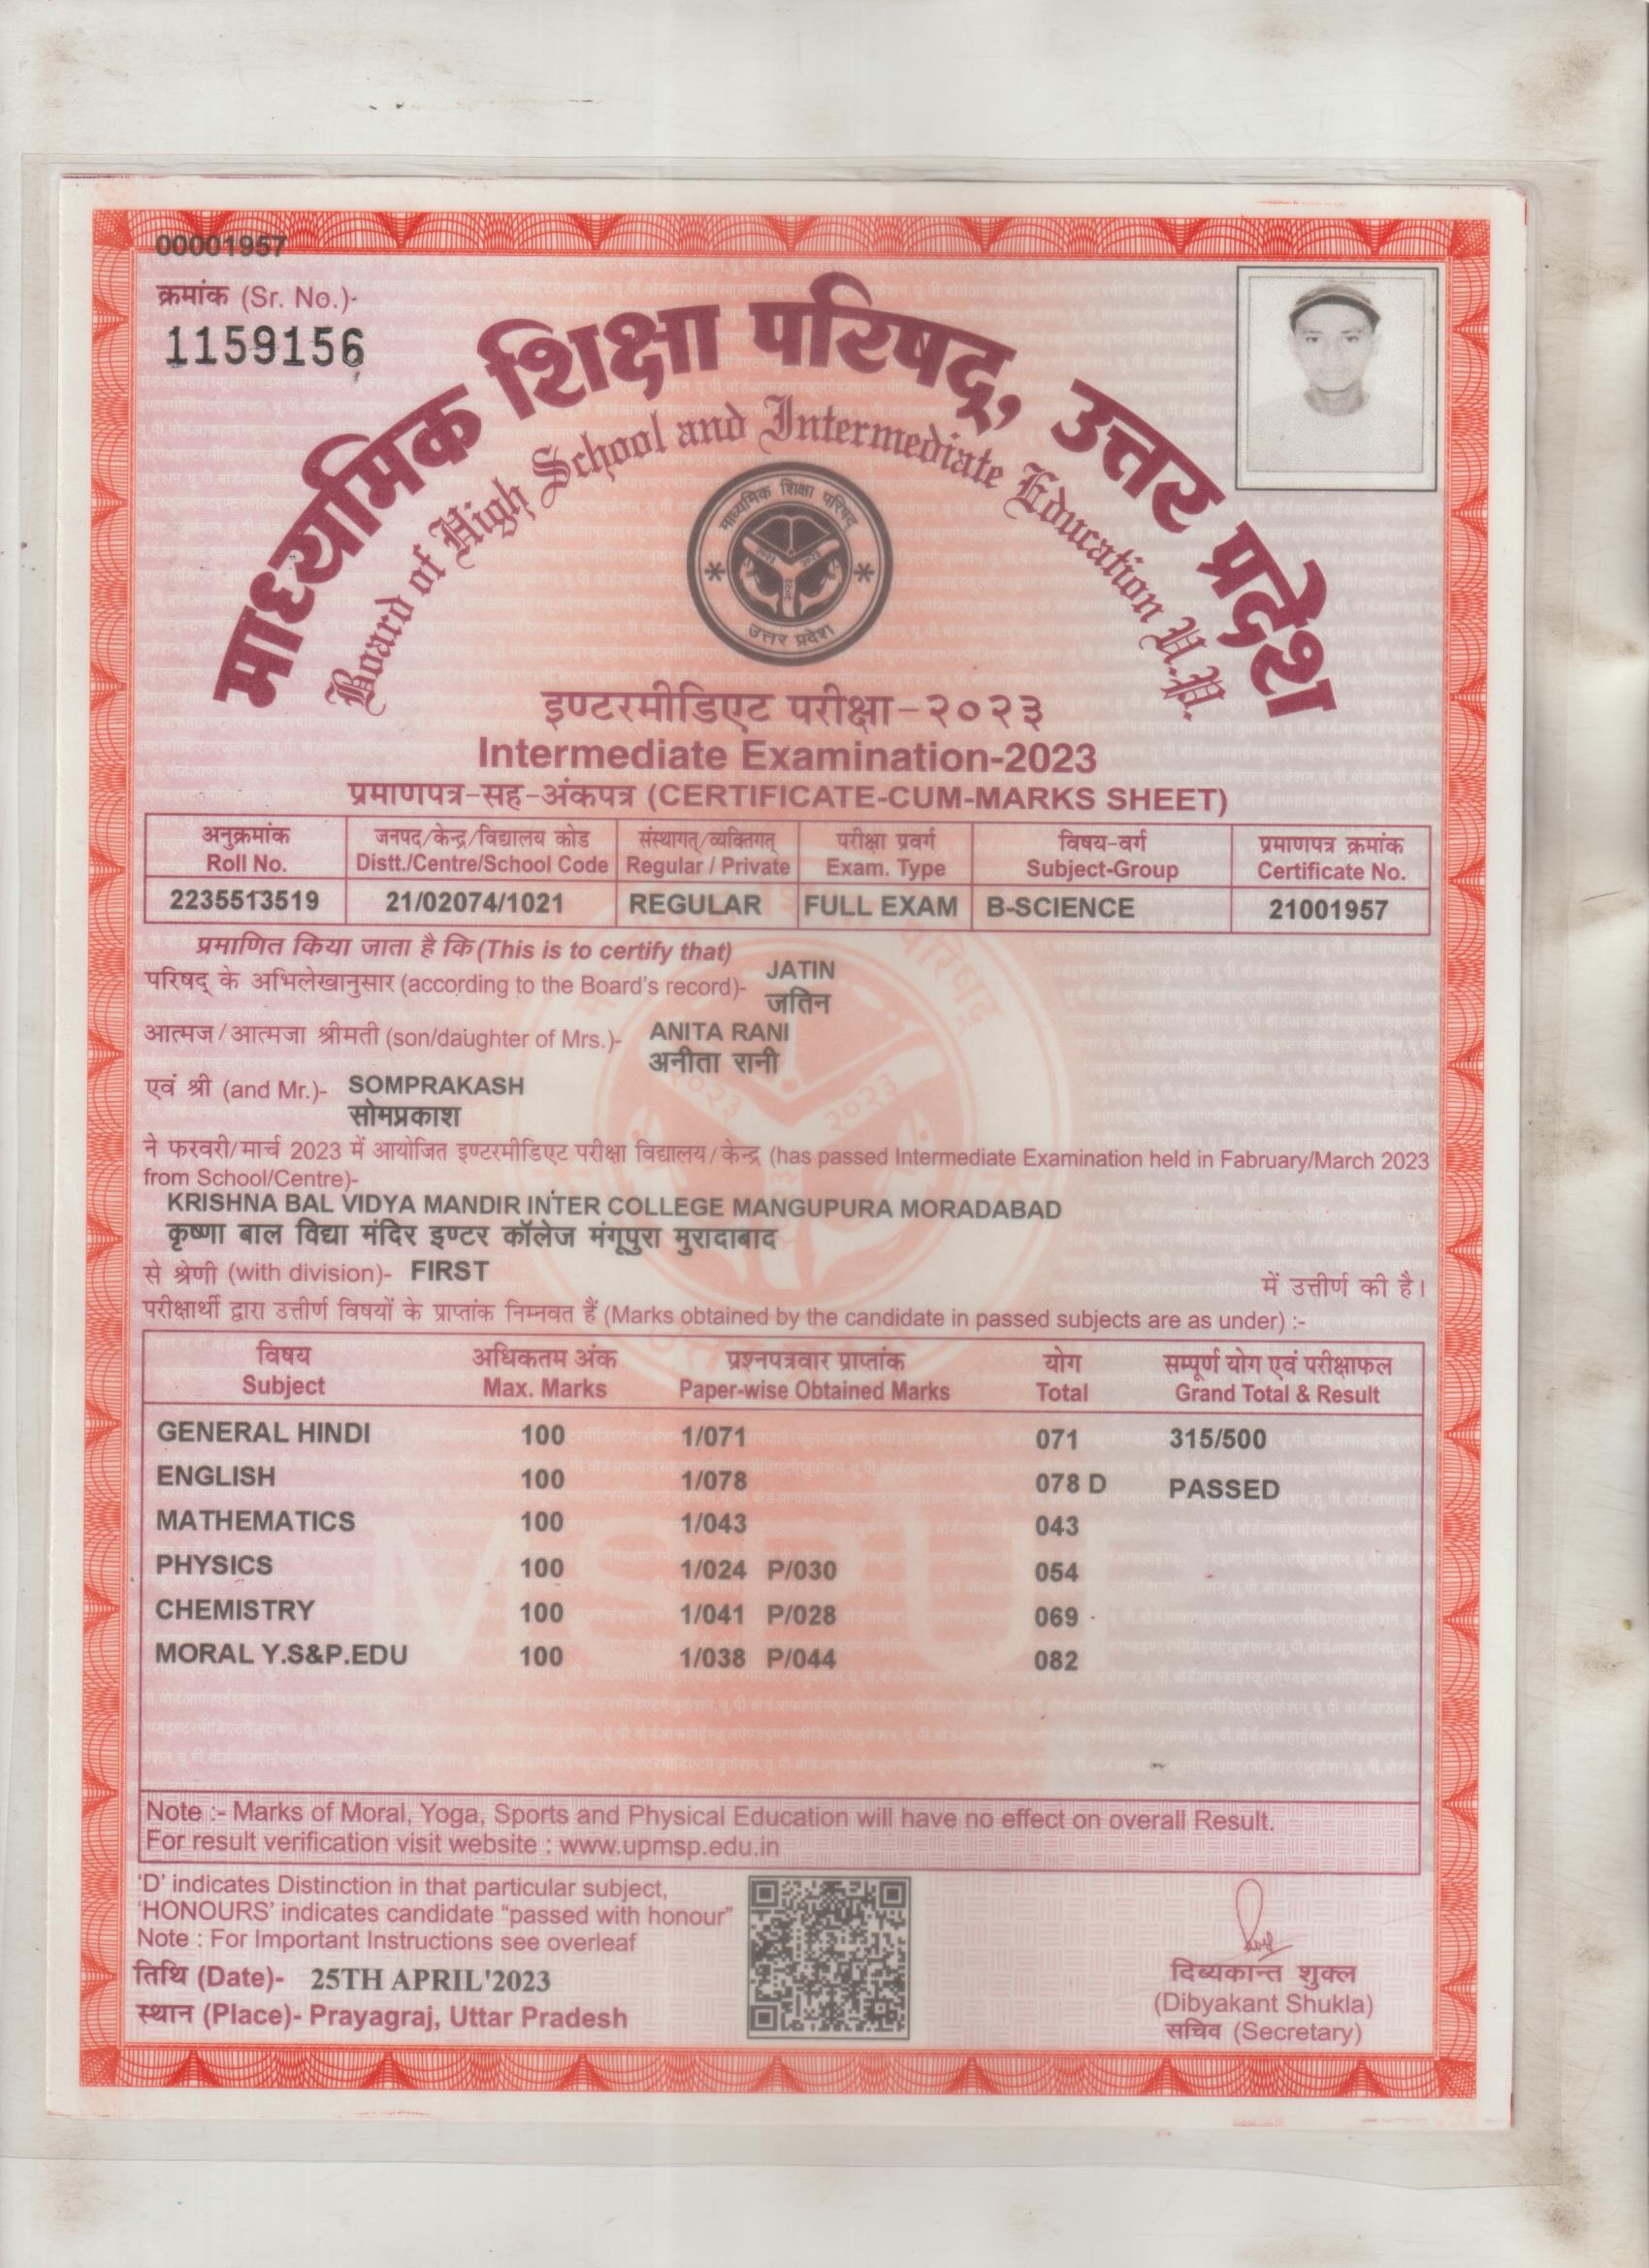 00001957
क्रमांक (Sr. No.)-
1159156
माध्यमिक शिक्षा परिषद्, उत्तर प्रदेश
Board of High School and Intermediate Education U.P.
माध्यमिक शिक्षा परिषद
उत्तर प्रदेश
इण्टरमीडिएट परीक्षा-२०२३
Intermediate Examination-2023
प्रमाणपत्र-सह-अंकपत्र (CERTIFICATE-CUM-MARKS SHEET)
अनुक्रमांक जनपद/केन्द्र/विद्यालय कोड संस्थागत/व्यक्तिगत परीक्षा प्रवर्ग विषय-वर्ग प्रमाणपत्र क्रमांक
Roll No. Distt./Centre/School Code Regular / Private Exam. Type Subject-Group Certificate No.
2235513519 21/02074/1021 REGULAR FULL EXAM B-SCIENCE 21001957
प्रमाणित किया जाता है कि (This is to certify that)
परिषद् के अभिलेखानुसार (according to the Board's record)- JATIN
जतिन
आत्मज/आत्मजा श्रीमती (son/daughter of Mrs.)- ANITA RANI
अनीता रानी
एवं श्री (and Mr.)- SOMPRAKASH
सोमप्रकाश
ने फरवरी/मार्च 2023 में आयोजित इण्टरमीडिएट परीक्षा विद्यालय/केन्द्र (has passed Intermediate Examination held in Fabruary/March 2023
from School/Centre)-
KRISHNA BAL VIDYA MANDIR INTER COLLEGE MANGUPURA MORADABAD
कृष्णा बाल विद्या मंदिर इण्टर कॉलेज मंगूपुरा मुरादाबाद
से श्रेणी (with division)- FIRST में उत्तीर्ण की है।
परीक्षार्थी द्वारा उत्तीर्ण विषयों के प्राप्तांक निम्नवत हैं (Marks obtained by the candidate in passed subjects are as under) :-
विषय अधिकतम अंक प्रश्नपत्रवार प्राप्तांक योग सम्पूर्ण योग एवं परीक्षाफल
Subject Max. Marks Paper-wise Obtained Marks Total Grand Total & Result
GENERAL HINDI 100 1/071 071 315/500
ENGLISH 100 1/078 078 D PASSED
MATHEMATICS 100 1/043 043
PHYSICS 100 1/024 P/030 054
CHEMISTRY 100 1/041 P/028 069
MORAL Y.S&P.EDU 100 1/038 P/044 082
Note :- Marks of Moral, Yoga, Sports and Physical Education will have no effect on overall Result.
For result verification visit website : www.upmsp.edu.in
'D' indicates Distinction in that particular subject,
'HONOURS' indicates candidate "passed with honour"
Note : For Important Instructions see overleaf
तिथि (Date)- 25TH APRIL'2023
स्थान (Place)- Prayagraj, Uttar Pradesh
दिब्यकान्त शुक्ल
(Dibyakant Shukla)
सचिव (Secretary)